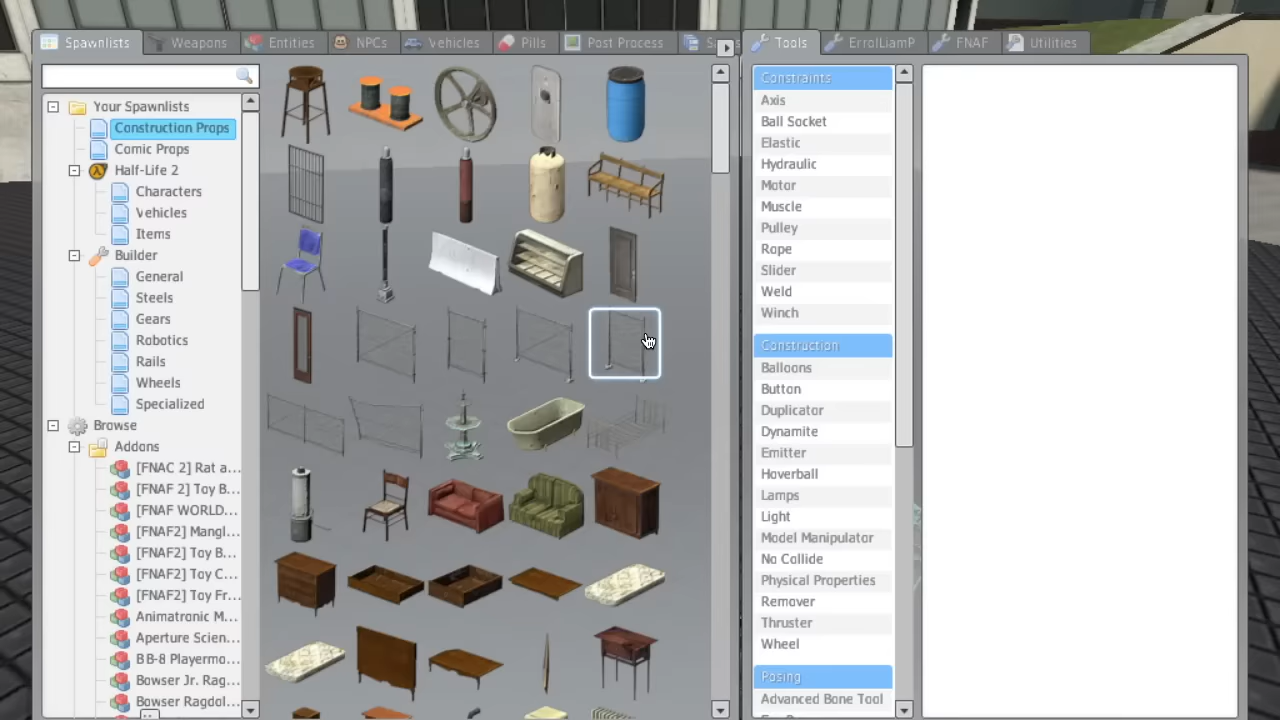 Spawnlists Weapons Entities NPCs Vehicles Pills Post Process S
Tools ErrolLiamP FNAF Utilities
Your Spawnlists
Construction Props
Comic Props
Half-Life 2
Characters
Vehicles
Items
Builder
General
Steels
Gears
Robotics
Rails
Wheels
Specialized
Browse
Addons
[FNAC 2] Rat a...
[FNAF 2] Toy B...
[FNAF WORLD...
[FNAF2] Mangl...
[FNAF2] Toy B...
[FNAF2] Toy C...
[FNAF2] Toy Fr...
Animatronic M...
Aperture Scien...
BB-8 Playermo...
Bowser Jr. Rag...
Bowser Ragdol...
Constraints
Axis
Ball Socket
Elastic
Hydraulic
Motor
Muscle
Pulley
Rope
Slider
Weld
Winch
Construction
Balloons
Button
Duplicator
Dynamite
Emitter
Hoverball
Lamps
Light
Model Manipulator
No Collide
Physical Properties
Remover
Thruster
Wheel
Posing
Advanced Bone Tool